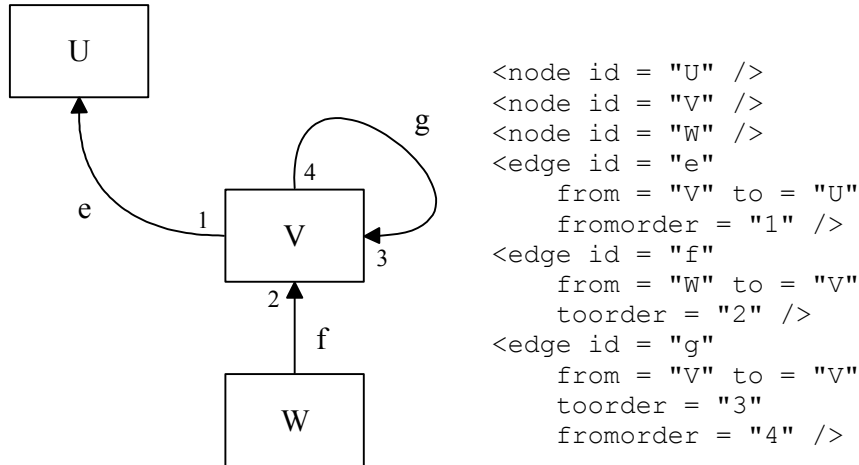 U
g
4
e
1
V
3
2
f
W
<node id = "U" />
<node id = "V" />
<node id = "W" />
<edge id = "e"
from = "V" to = "U"
fromorder = "1" />
<edge id = "f"
from = "W" to = "V"
toorder = "2" />
<edge id = "g"
from = "V" to = "V"
toorder = "3"
fromorder = "4" />